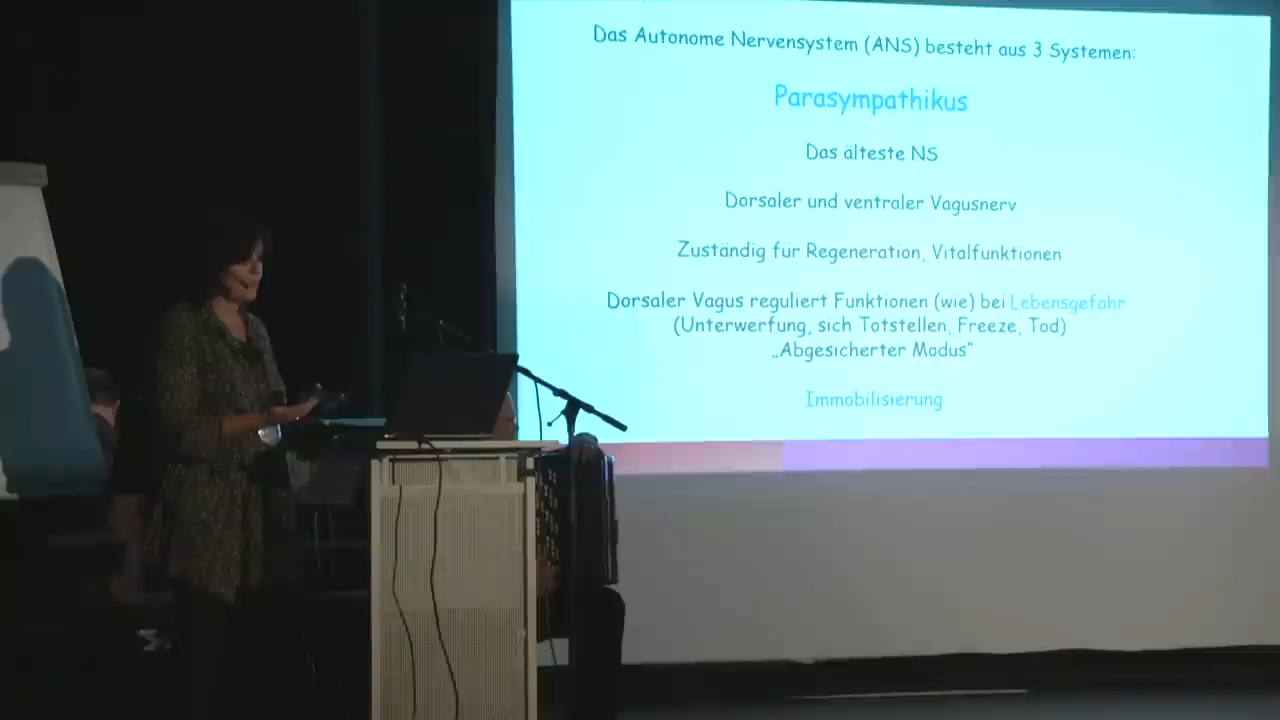 Das Autonome Nervensystem (ANS) besteht aus 3 Systemen:
Parasympathikus
Das älteste NS
Dorsaler und ventraler Vagusnerv
Zuständig für Regeneration, Vitalfunktionen
Dorsaler Vagus reguliert Funktionen (wie) bei Lebensgefahr
(Unterwerfung, sich Totstellen, Freeze, Tod)
„Abgesicherter Modus“
Immobilisierung